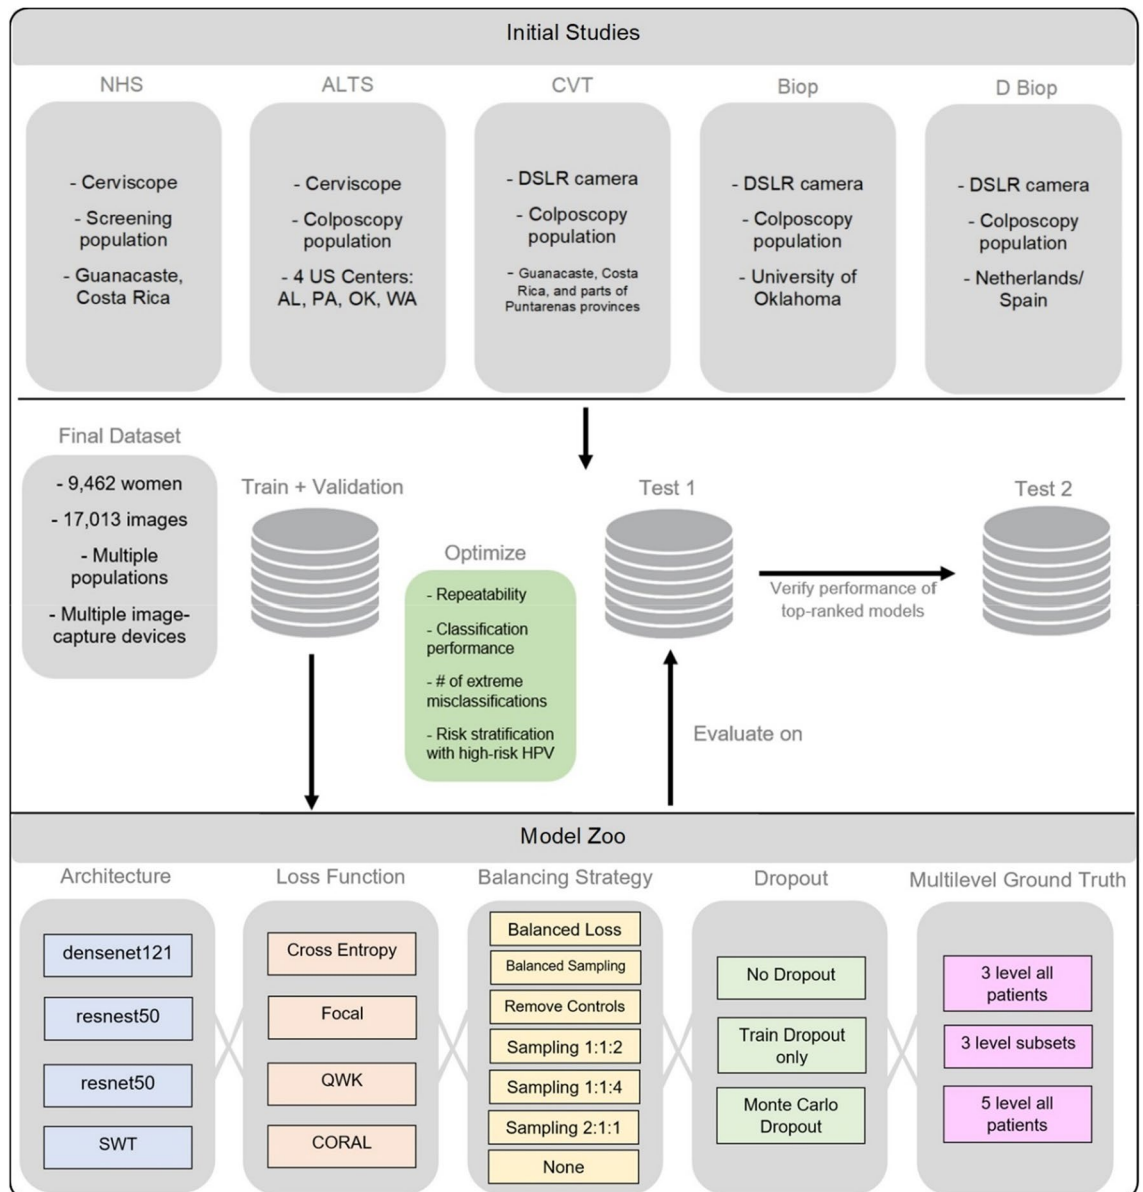 Initial Studies
NHS
- Cerviscope
- Screening
population
- Guanacaste,
Costa Rica
ALTS
- Cerviscope
- Colposcopy
population
- 4 US Centers:
AL, PA, OK, WA
CVT
- DSLR camera
- Colposcopy
population
- Guanacaste, Costa
Rica, and parts of
Puntarenas provinces
Biop
- DSLR camera
- Colposcopy
population
- University of
Oklahoma
D Biop
- DSLR camera
- Colposcopy
population
- Netherlands/
Spain
Final Dataset
- 9,462 women
- 17,013 images
- Multiple
populations
- Multiple image-
capture devices
Train + Validation
Optimize
- Repeatability
- Classification
performance
- # of extreme
misclassifications
- Risk stratification
with high-risk HPV
Test 1
Evaluate on
Verify performance of
top-ranked models
Test 2
Model Zoo
Architecture
densenet121
resnest50
resnet50
SWT
Loss Function
Cross Entropy
Focal
QWK
CORAL
Balancing Strategy
Balanced Loss
Balanced Sampling
Remove Controls
Sampling 1:1:2
Sampling 1:1:4
Sampling 2:1:1
None
Dropout
No Dropout
Train Dropout
only
Monte Carlo
Dropout
Multilevel Ground Truth
3 level all
patients
3 level subsets
5 level all
patients